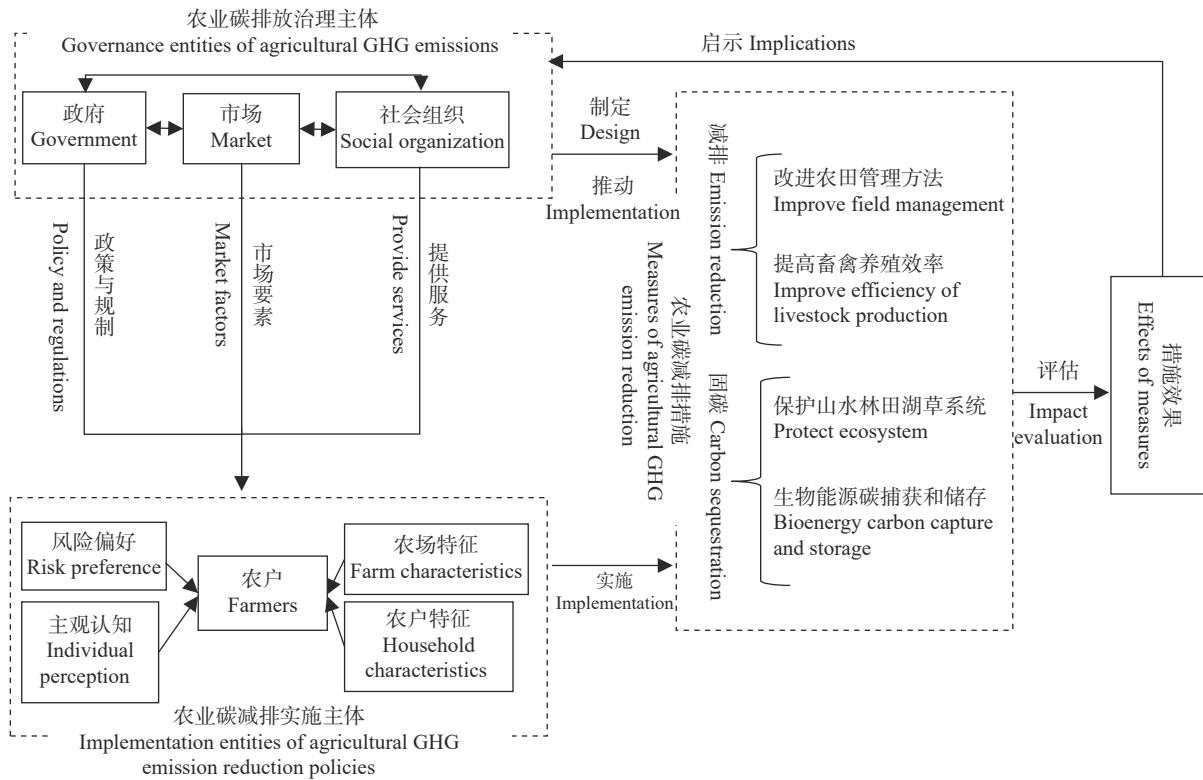 农业碳排放治理主体
Governance entities of agricultural GHG emissions
政府
Government
市场
Market
社会组织
Social organization
政策与规制
Policy and regulations
市场要素
Market factors
提供服务
Provide services
风险偏好
Risk preference
主观认知
Individual
perception
农户
Farmers
农场特征
Farm characteristics
农户特征
Household
characteristics
农业碳减排实施主体
Implementation entities of agricultural GHG
emission reduction policies
制定
Design
推动
Implementation
实施
Implementation
农业碳减排措施
Measures of agricultural GHG
emission reduction
减排 Emission reduction
改进农田管理方法
Improve field management
提高畜禽养殖效率
Improve efficiency of
livestock production
固碳 Carbon sequestration
保护山水林田湖草系统
Protect ecosystem
生物能源碳捕获和储存
Bioenergy carbon capture
and storage
评估
Impact
evaluation
措施效果
Effects of measures
启示 Implications